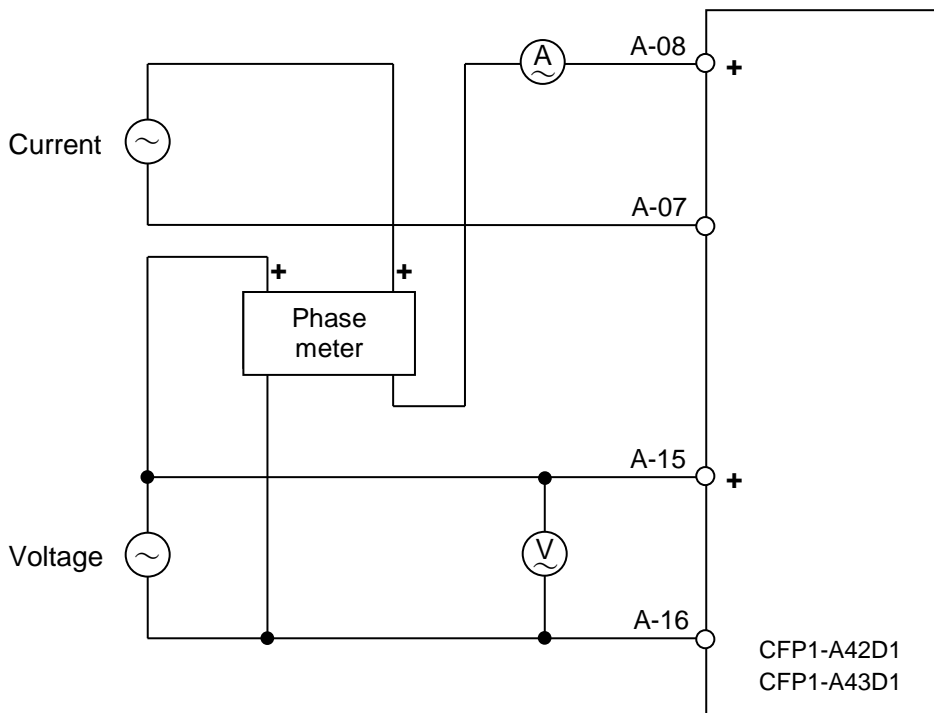 A-08
A
+
Current
A-07
+ +
Phase
meter
A-15
+
Voltage
V
A-16
CFP1-A42D1
CFP1-A43D1